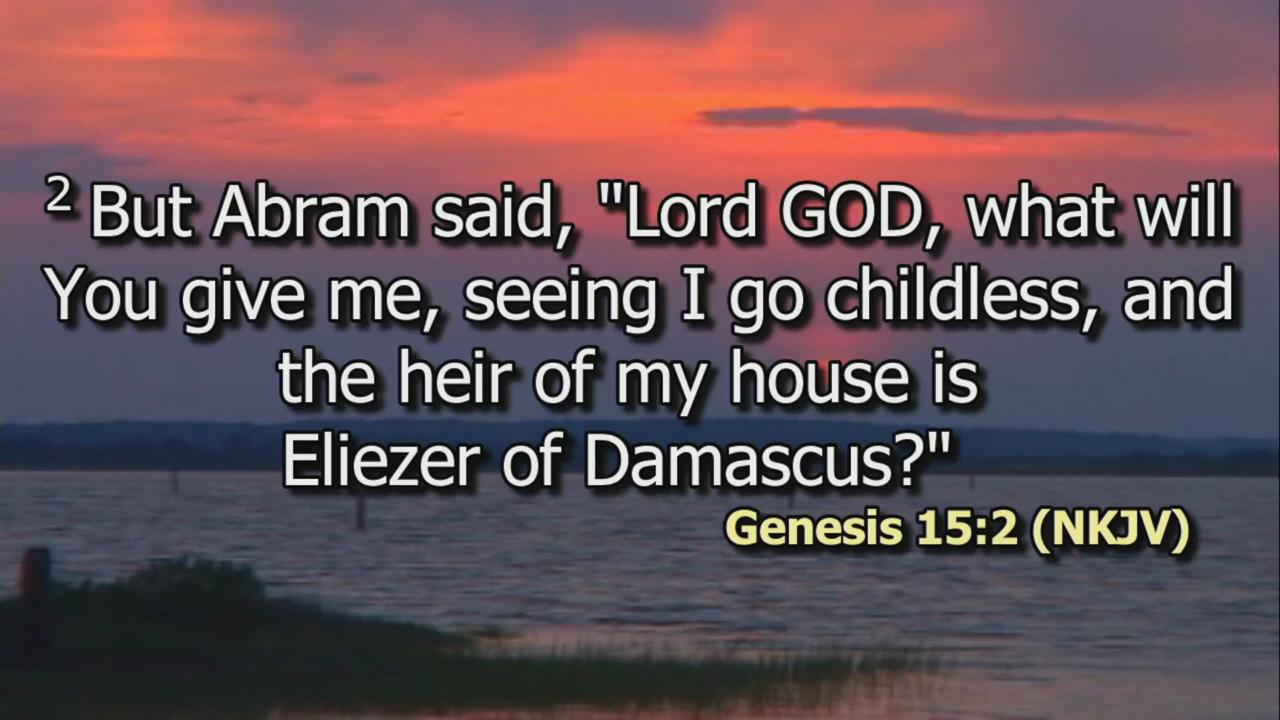 2 But Abram said, "Lord GOD, what will
You give me, seeing I go childless, and
the heir of my house is
Eliezer of Damascus?"
Genesis 15:2 (NKJV)